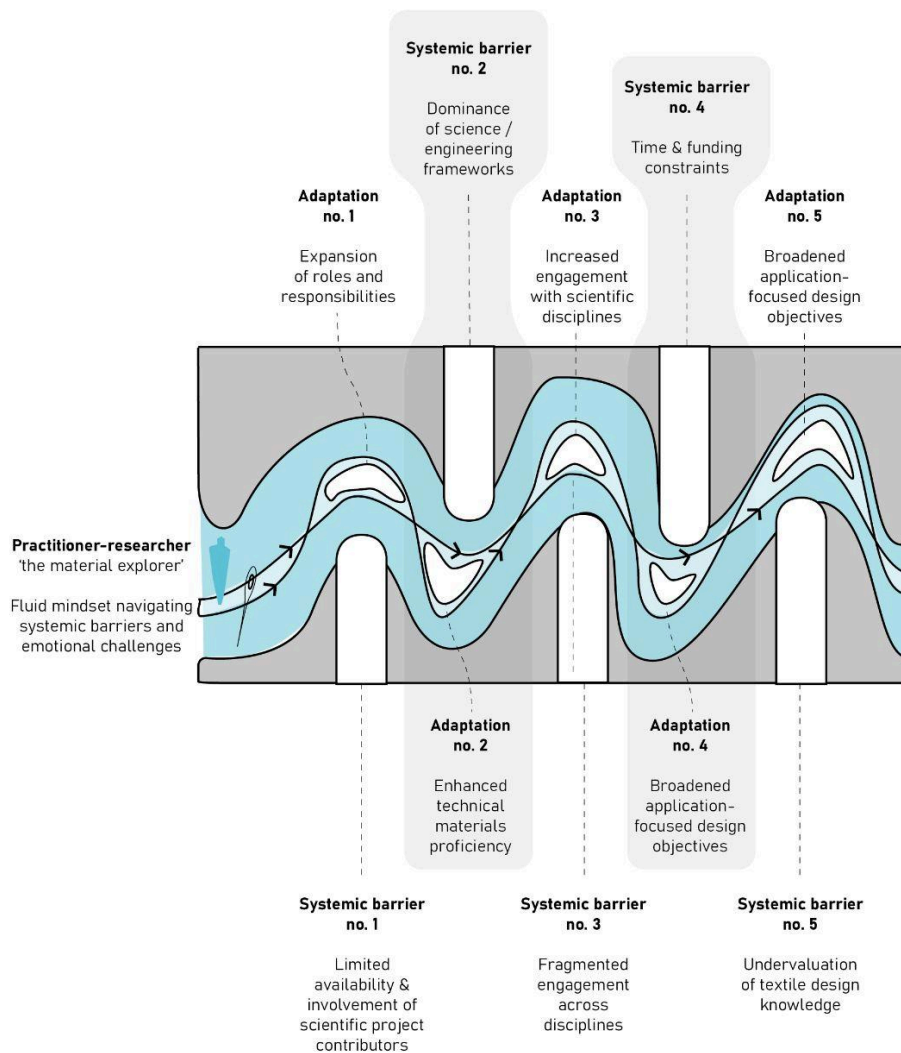 Systemic barrier
no. 2
Dominance
of science /
engineering
frameworks
Systemic barrier
no. 4
Time & funding
constraints
Adaptation
no. 1
Expansion
of roles and
responsibilities
Adaptation
no. 3
Increased
engagement
with scientific
disciplines
Adaptation
no. 5
Broadened
application-
focused design
objectives
Practitioner-researcher
'the material explorer'
Fluid mindset navigating
systemic barriers and
emotional challenges
Adaptation
no. 2
Enhanced
technical
materials
proficiency
Adaptation
no. 4
Broadened
application-
focused design
objectives
Systemic barrier
no. 1
Limited
availability &
involvement of
scientific project
contributors
Systemic barrier
no. 3
Fragmented
engagement
across
disciplines
Systemic barrier
no. 5
Undervaluation
of textile design
knowledge